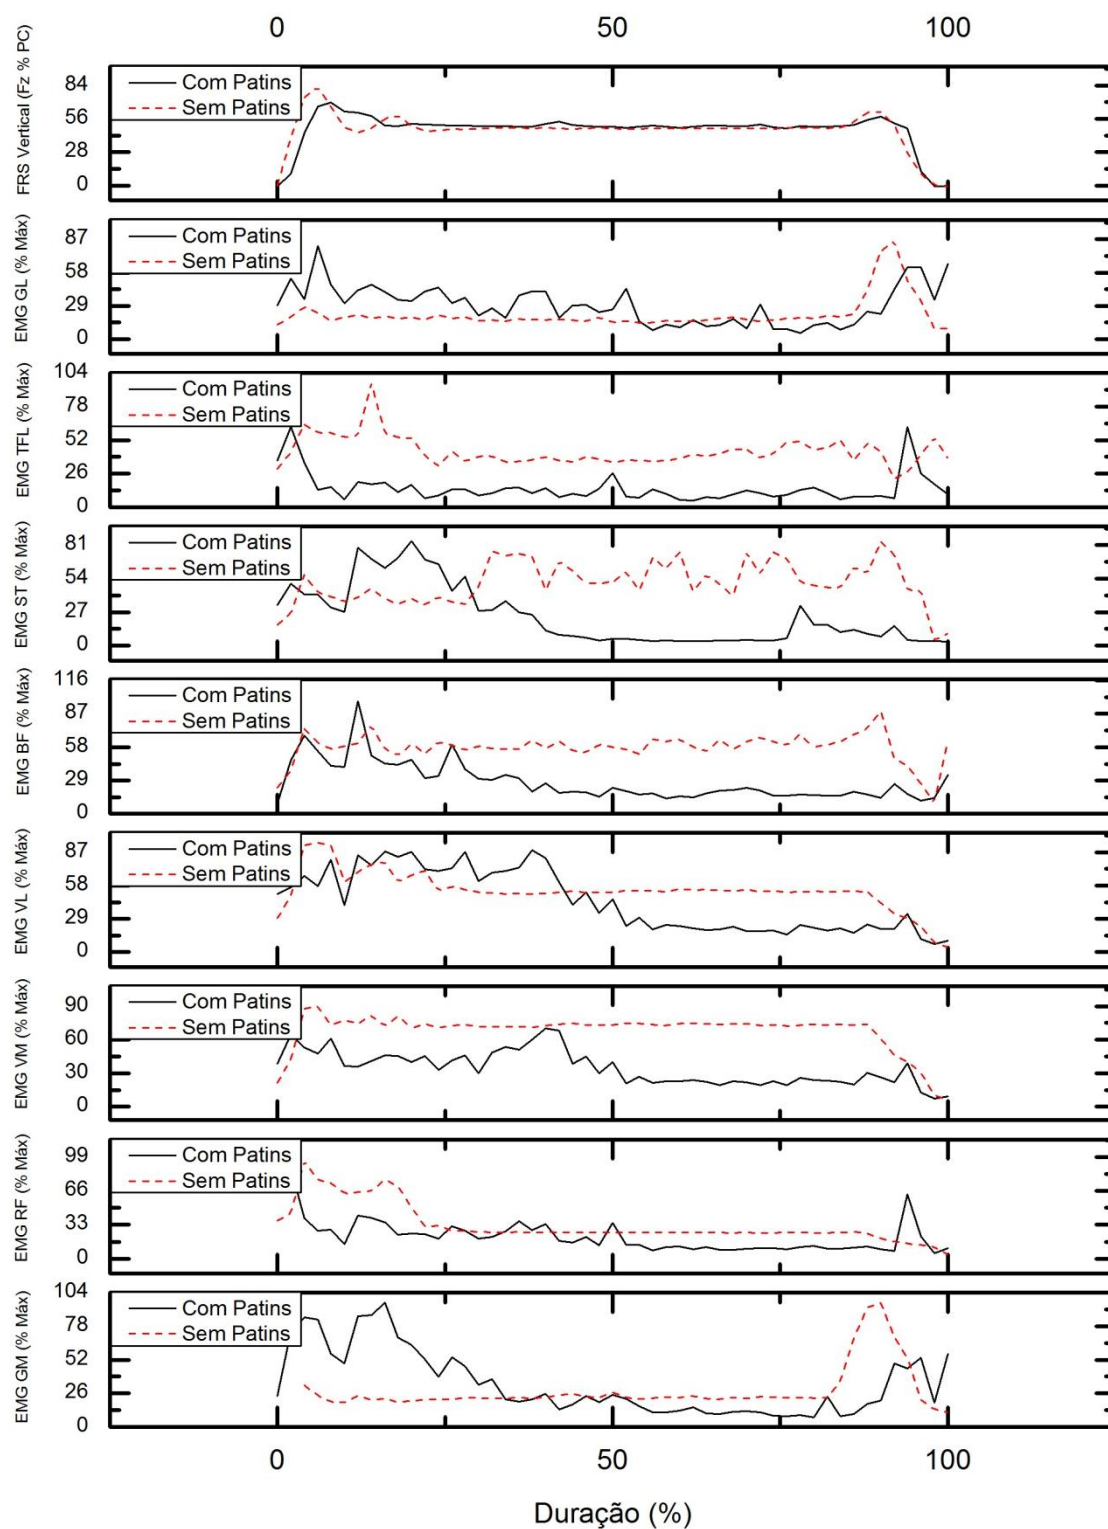 0 50 100
FRS Vertical (Fz % PC)
84
56
28
0
Com Patins
Sem Patins
EMG GL (% Máx)
87
58
29
0
Com Patins
Sem Patins
EMG TFL (% Máx)
104
78
52
26
0
Com Patins
Sem Patins
EMG ST (% Máx)
81
54
27
0
Com Patins
Sem Patins
EMG BF (% Máx)
116
87
58
29
0
Com Patins
Sem Patins
EMG VL (% Máx)
87
58
29
0
Com Patins
Sem Patins
EMG VM (% Máx)
90
60
30
0
Com Patins
Sem Patins
EMG RF (% Máx)
99
66
33
0
Com Patins
Sem Patins
EMG GM (% Máx)
104
78
52
26
0
Com Patins
Sem Patins
0 50 100
Duração (%)